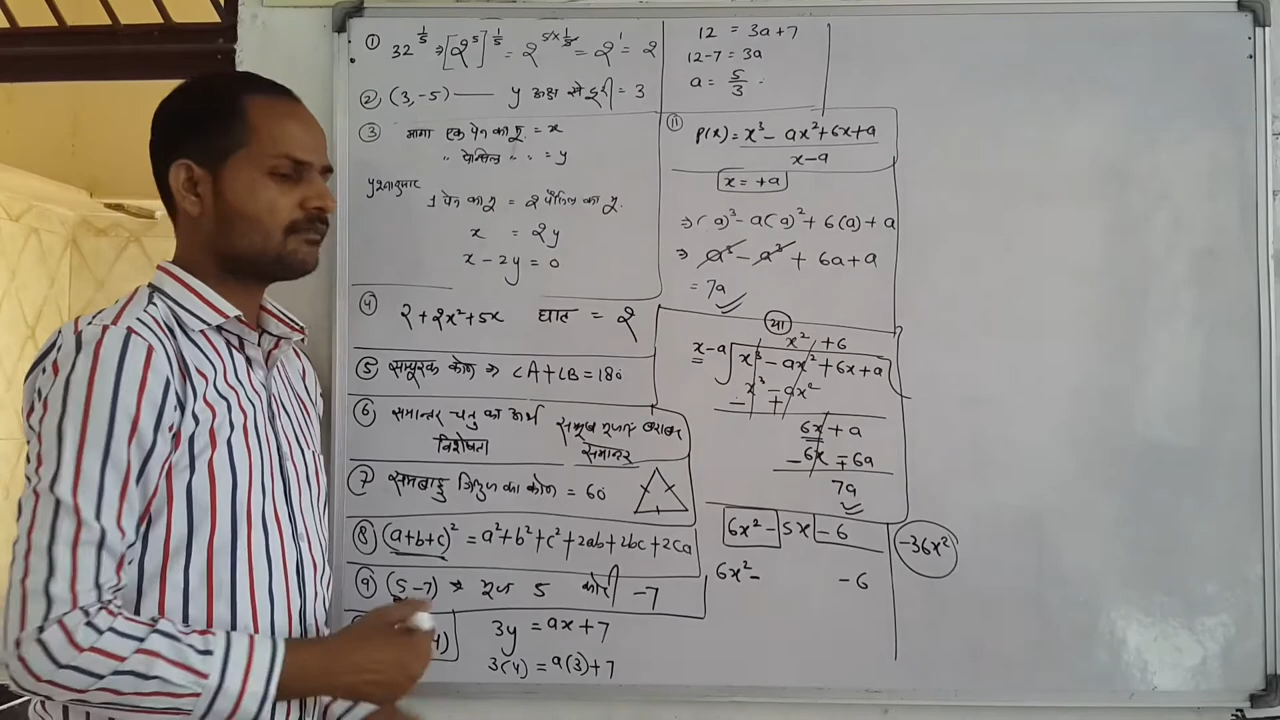 ① 32^(1/5) ⇒ [2^5]^(1/5) = 2^(5×1/5) = 2^1 = 2
② (3, -5) —— y अक्ष से दूरी = 3
③ माना एक पेन का मू. = x
" पेन्सिल " " = y
प्रश्नानुसार
1 पेन का मू = 2 पेंसिल का मू.
x = 2y
x - 2y = 0
④ 2 + 2x² + 5x घात = 2
⑤ सम्पूरक कोण ⇒ ∠A + ∠B = 180
⑥ समान्तर चतु का अर्थ
विशेषता
सम्मुख भुजाएं बराबर
समान्तर
⑦ समबाहु त्रिभुज का कोण = 60
⑧ (a+b+c)² = a² + b² + c² + 2ab + 2bc + 2ca
⑨ (5 -7) ⇒ भुज 5 कोटी -7
4)
3y = ax + 7
3(4) = a(3) + 7
12 = 3a + 7
12 - 7 = 3a
a = 5/3
⑪ P(x) = x³ - ax² + 6x + a
x - a
x = +a
⇒ (a)³ - a(a)² + 6(a) + a
⇒ a³ - a³ + 6a + a
= 7a
या
x² + 6
x - a x³ - ax² + 6x + a
x³ - ax²
- +
6x + a
- 6x ∓ 6a
7a
6x² - 5x - 6
-36x²
6x² - - 6